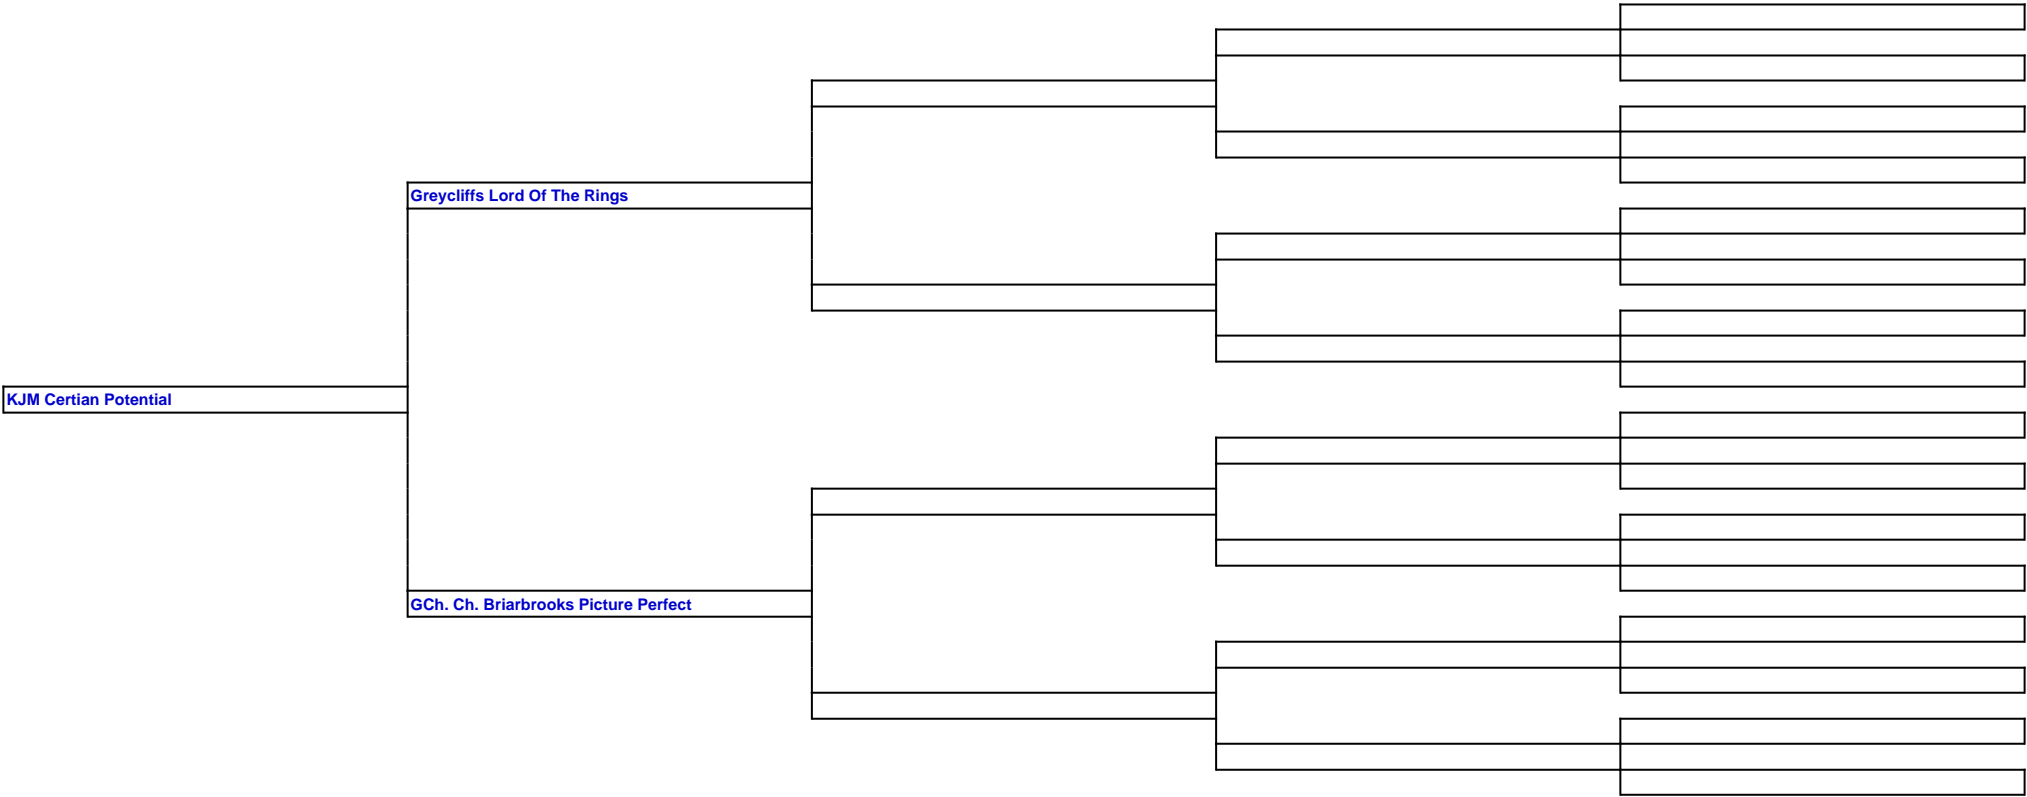 Greycliffs Lord Of The Rings
KJM Certian Potential
GCh. Ch. Briarbrooks Picture Perfect